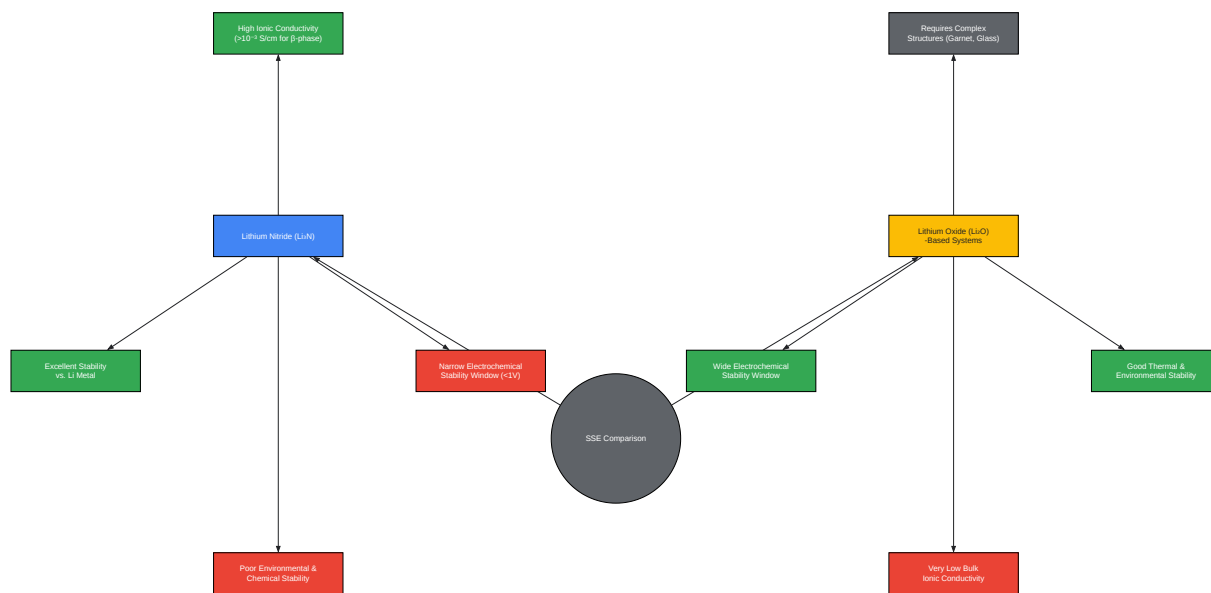 High Ionic Conductivity
(>10⁻³ S/cm for β-phase)
Requires Complex
Structures (Garnet, Glass)
Lithium Nitride (Li₃N)
Lithium Oxide (Li₂O)
-Based Systems
Excellent Stability
vs. Li Metal
Narrow Electrochemical
Stability Window (<1V)
Wide Electrochemical
Stability Window
Good Thermal &
Environmental Stability
SSE Comparison
Poor Environmental &
Chemical Stability
Very Low Bulk
Ionic Conductivity